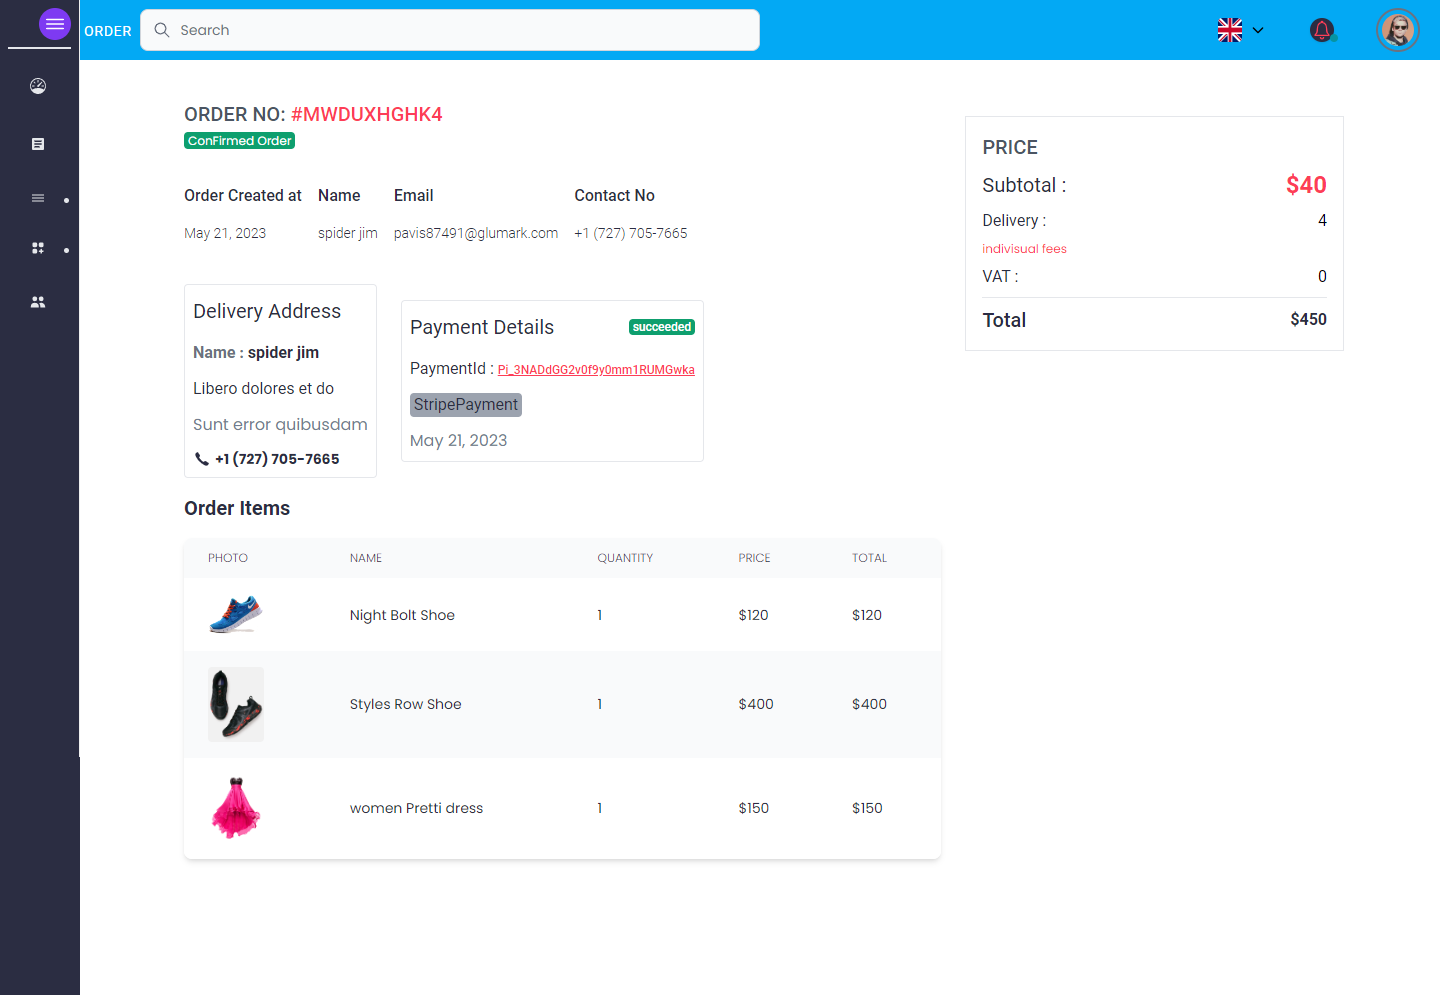 ORDER
Search
ORDER NO: #MWDUXHGHK4
ConFirmed Order
Order Created at Name Email Contact No
May 21, 2023 spider jim pavis87491@glumark.com +1 (727) 705-7665
Delivery Address
Name : spider jim
Libero dolores et do
Sunt error quibusdam
+1 (727) 705-7665
Payment Details succeeded
PaymentId : Pi_3NADdGG2v0f9y0mm1RUMGwka
StripePayment
May 21, 2023
Order Items
PHOTO NAME QUANTITY PRICE TOTAL
Night Bolt Shoe 1 $120 $120
Styles Row Shoe 1 $400 $400
women Pretti dress 1 $150 $150
PRICE
Subtotal : $40
Delivery : 4
indivisual fees
VAT : 0
Total $450